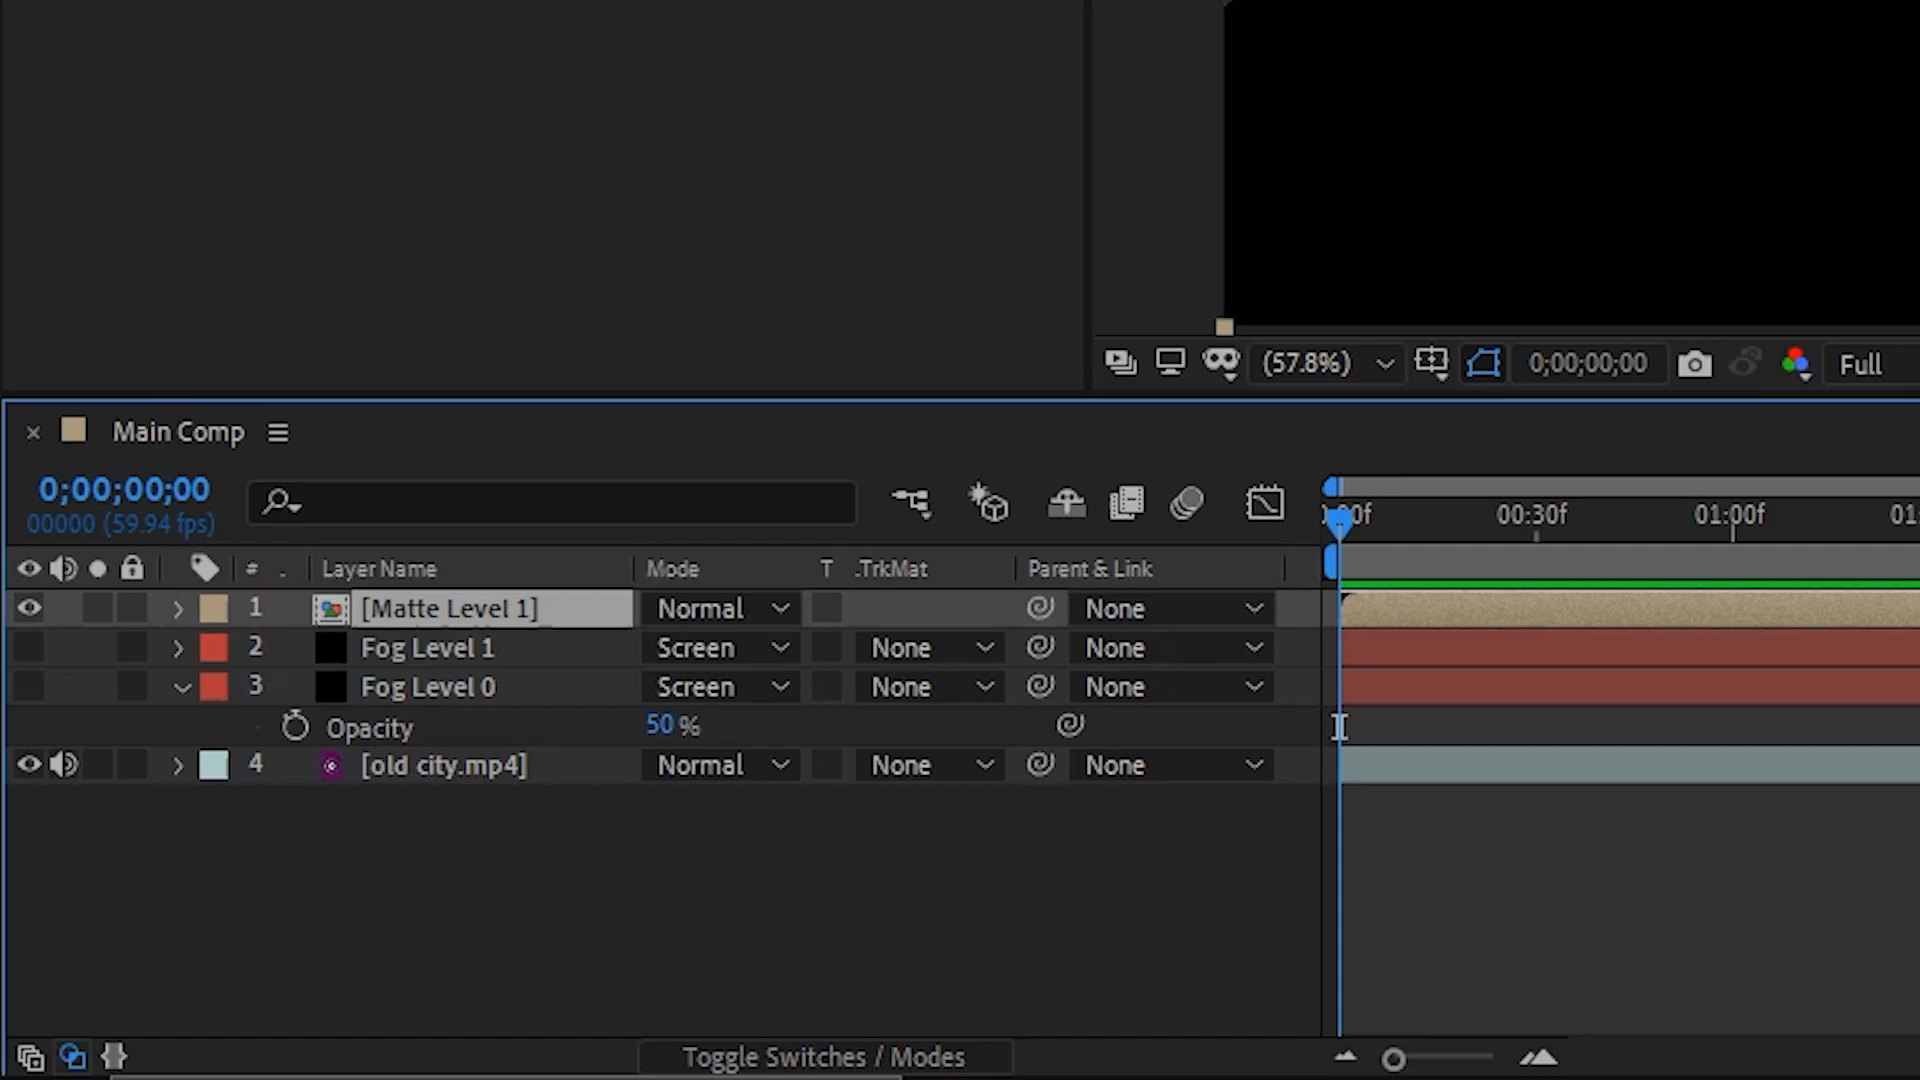 (57.8%) 0;00;00;00 Full
× Main Comp
0;00;00;00
00000 (59.94 fps)
00:30f 01:00f
# . Layer Name Mode T .TrkMat Parent & Link
1 [Matte Level 1] Normal None
2 Fog Level 1 Screen None None
3 Fog Level 0 Screen None None
Opacity 50 %
4 [old city.mp4] Normal None None
Toggle Switches / Modes